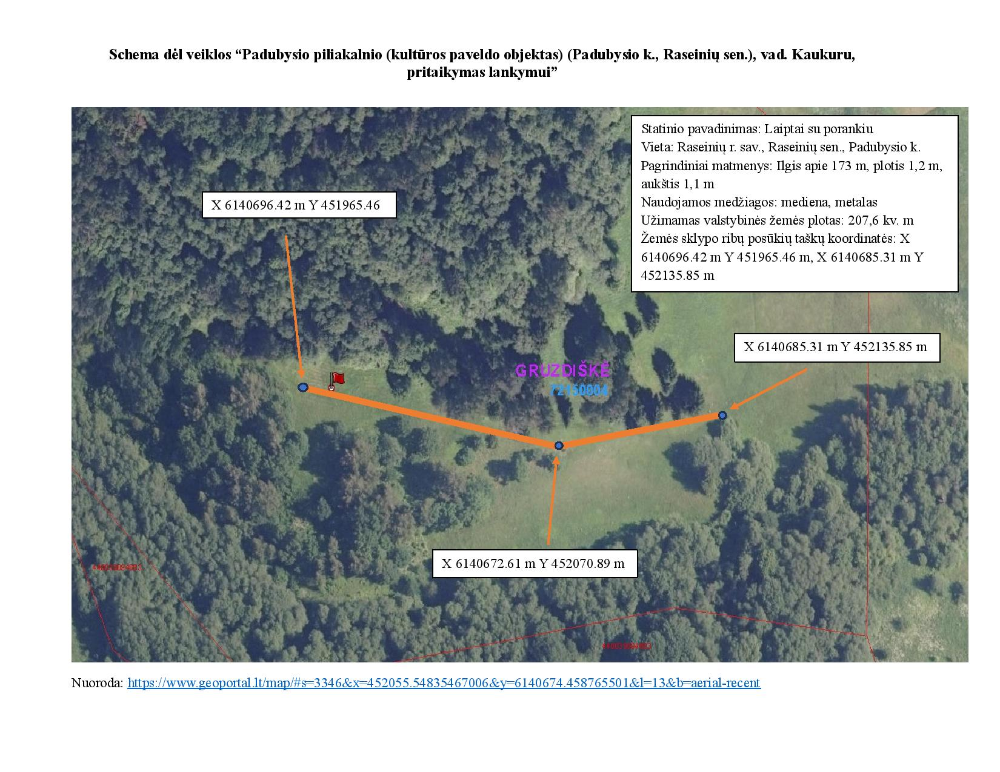 Schema dėl veiklos “Padubysio piliakalnio (kultūros paveldo objektas) (Padubysio k., Raseinių sen.), vad. Kaukuru,
pritaikymas lankymui”
Statinio pavadinimas: Laiptai su porankiu
Vieta: Raseinių r. sav., Raseinių sen., Padubysio k.
Pagrindiniai matmenys: Ilgis apie 173 m, plotis 1,2 m,
aukštis 1,1 m
Naudojamos medžiagos: mediena, metalas
Užimamas valstybinės žemės plotas: 207,6 kv. m
Žemės sklypo ribų posūkių taškų koordinatės: X
6140696.42 m Y 451965.46 m, X 6140685.31 m Y
452135.85 m
X 6140696.42 m Y 451965.46
X 6140685.31 m Y 452135.85 m
GRUZDIŠKĖ
72150004
X 6140672.61 m Y 452070.89 m
Nuoroda: https://www.geoportal.lt/map/#s=3346&x=452055.54835467006&y=6140674.458765501&l=13&b=aerial-recent